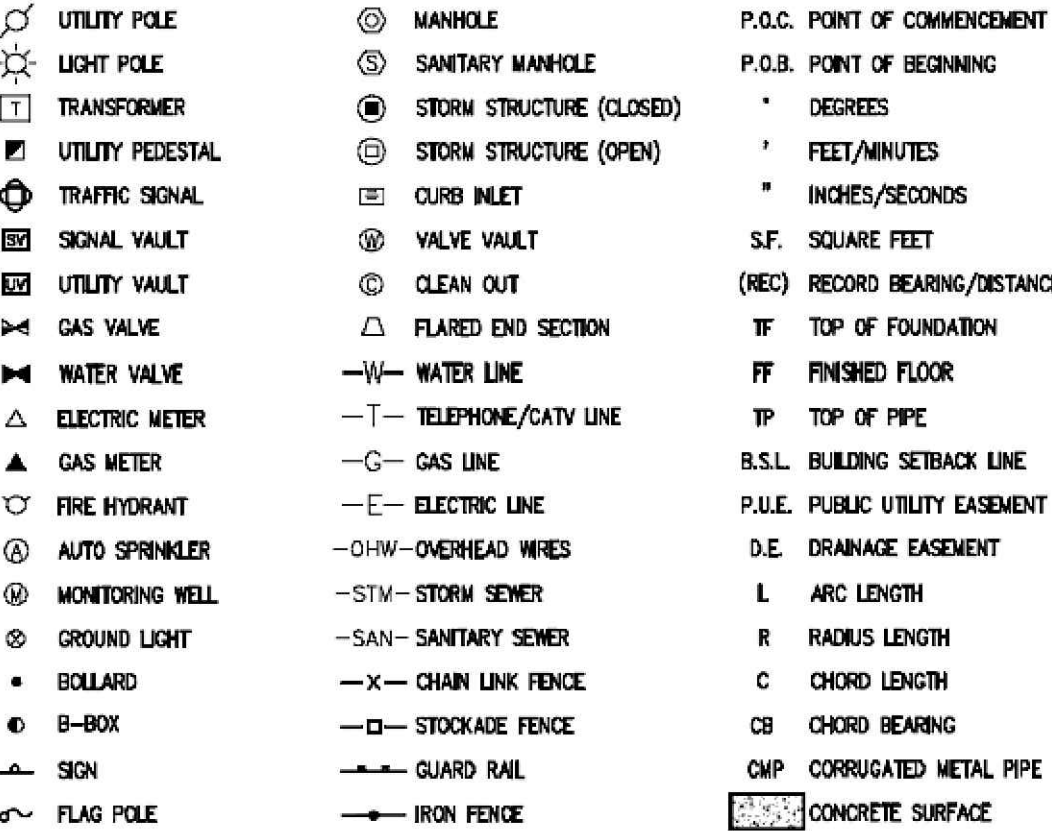 UTILITY POLE
LIGHT POLE
T TRANSFORMER
UTILITY PEDESTAL
TRAFFIC SIGNAL
SV SIGNAL VAULT
UV UTILITY VAULT
GAS VALVE
WATER VALVE
ELECTRIC METER
GAS METER
FIRE HYDRANT
A AUTO SPRINKLER
M MONITORING WELL
GROUND LIGHT
BOLLARD
B-BOX
SIGN
FLAG POLE
MANHOLE
S SANITARY MANHOLE
STORM STRUCTURE (CLOSED)
STORM STRUCTURE (OPEN)
CURB INLET
W VALVE VAULT
C CLEAN OUT
FLARED END SECTION
—W— WATER LINE
—T— TELEPHONE/CATV LINE
—G— GAS LINE
—E— ELECTRIC LINE
—OHW— OVERHEAD WIRES
—STM— STORM SEWER
—SAN— SANITARY SEWER
—X— CHAIN LINK FENCE
STOCKADE FENCE
GUARD RAIL
IRON FENCE
P.O.C. POINT OF COMMENCEMENT
P.O.B. POINT OF BEGINNING
° DEGREES
' FEET/MINUTES
" INCHES/SECONDS
S.F. SQUARE FEET
(REC) RECORD BEARING/DISTANC
TF TOP OF FOUNDATION
FF FINISHED FLOOR
TP TOP OF PIPE
B.S.L. BUILDING SETBACK LINE
P.U.E. PUBLIC UTILITY EASEMENT
D.E. DRAINAGE EASEMENT
L ARC LENGTH
R RADIUS LENGTH
C CHORD LENGTH
CB CHORD BEARING
CMP CORRUGATED METAL PIPE
CONCRETE SURFACE